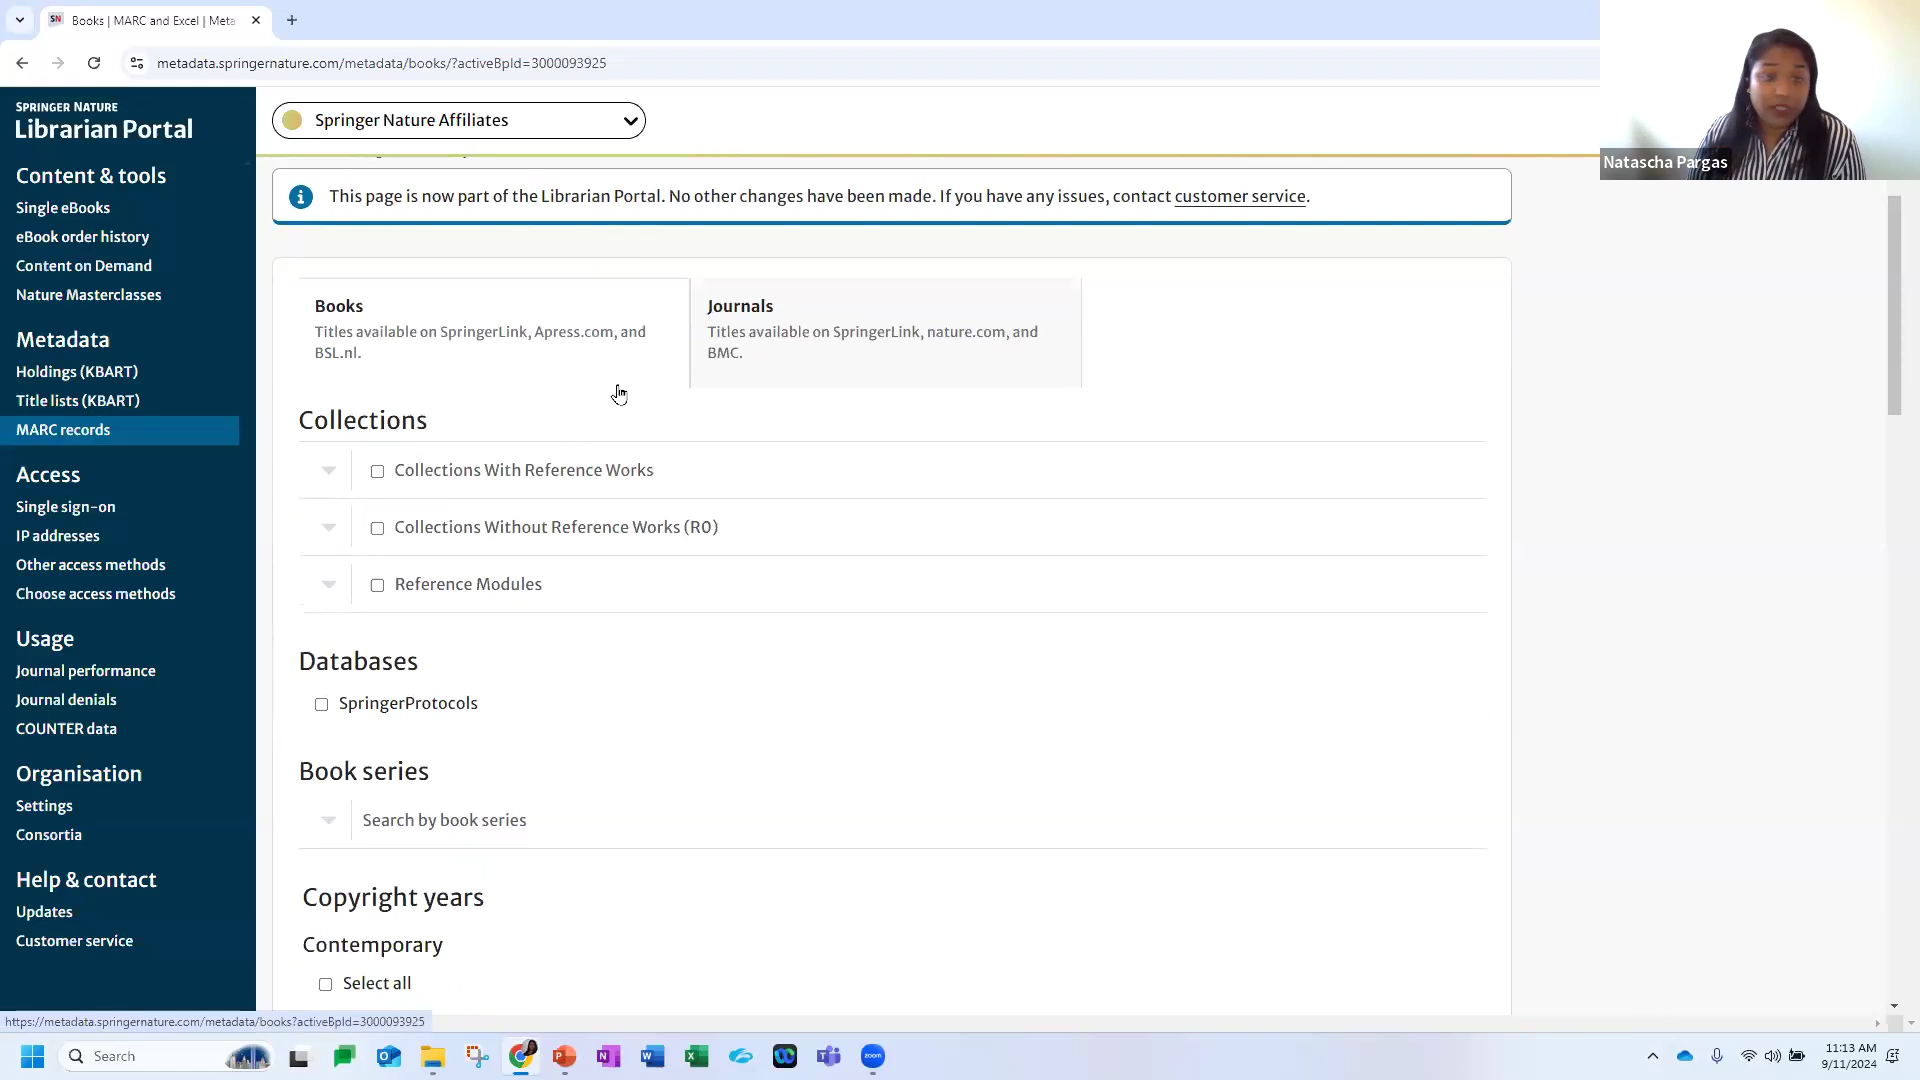 SN Books | MARC and Excel | Meta
metadata.springernature.com/metadata/books/?activeBpId=3000093925
SPRINGER NATURE
Librarian Portal
Content & tools
Single eBooks
eBook order history
Content on Demand
Nature Masterclasses
Metadata
Holdings (KBART)
Title lists (KBART)
MARC records
Access
Single sign-on
IP addresses
Other access methods
Choose access methods
Usage
Journal performance
Journal denials
COUNTER data
Organisation
Settings
Consortia
Help & contact
Updates
Customer service
Springer Nature Affiliates
This page is now part of the Librarian Portal. No other changes have been made. If you have any issues, contact customer service.
Books
Titles available on SpringerLink, Apress.com, and
BSL.nl.
Journals
Titles available on SpringerLink, nature.com, and
BMC.
Collections
Collections With Reference Works
Collections Without Reference Works (R0)
Reference Modules
Databases
SpringerProtocols
Book series
Search by book series
Copyright years
Contemporary
Select all
Natascha Pargas
https://metadata.springernature.com/metadata/books?activeBpId=3000093925
Search
zoom
11:13 AM
9/11/2024